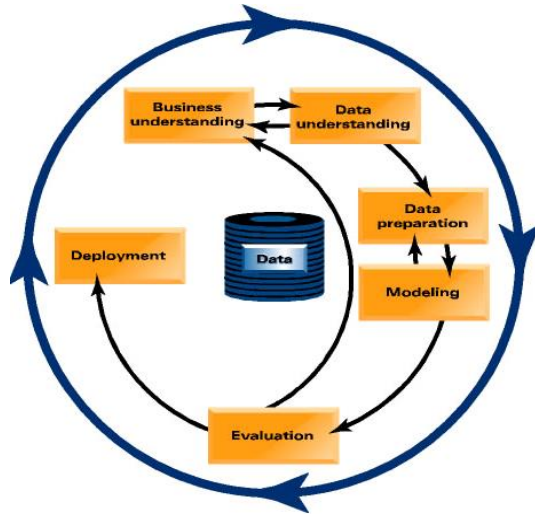 Business
understanding
Data
understanding
Data
preparation
Modeling
Evaluation
Deployment
Data